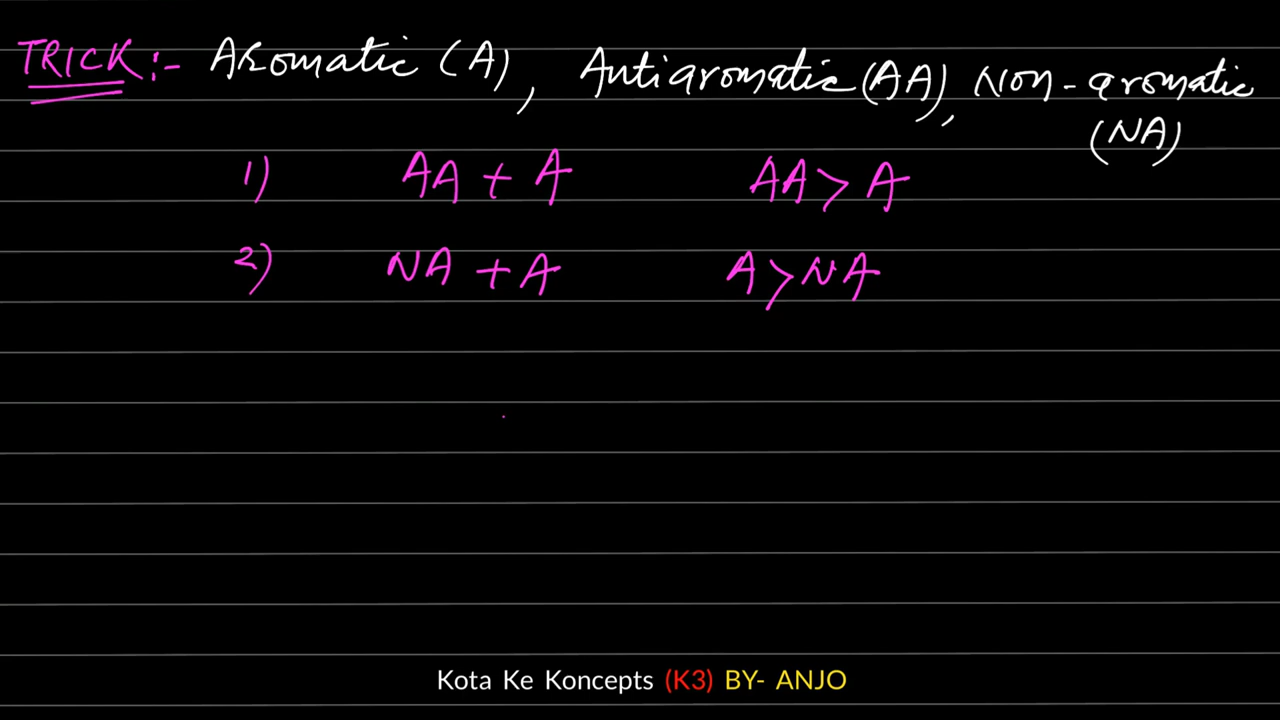 TRICK:- Aromatic (A), Antiaromatic (AA), Non-aromatic
(NA)
1) AA + A AA > A
2) NA + A A > NA
Kota Ke Koncepts (K3) BY- ANJO